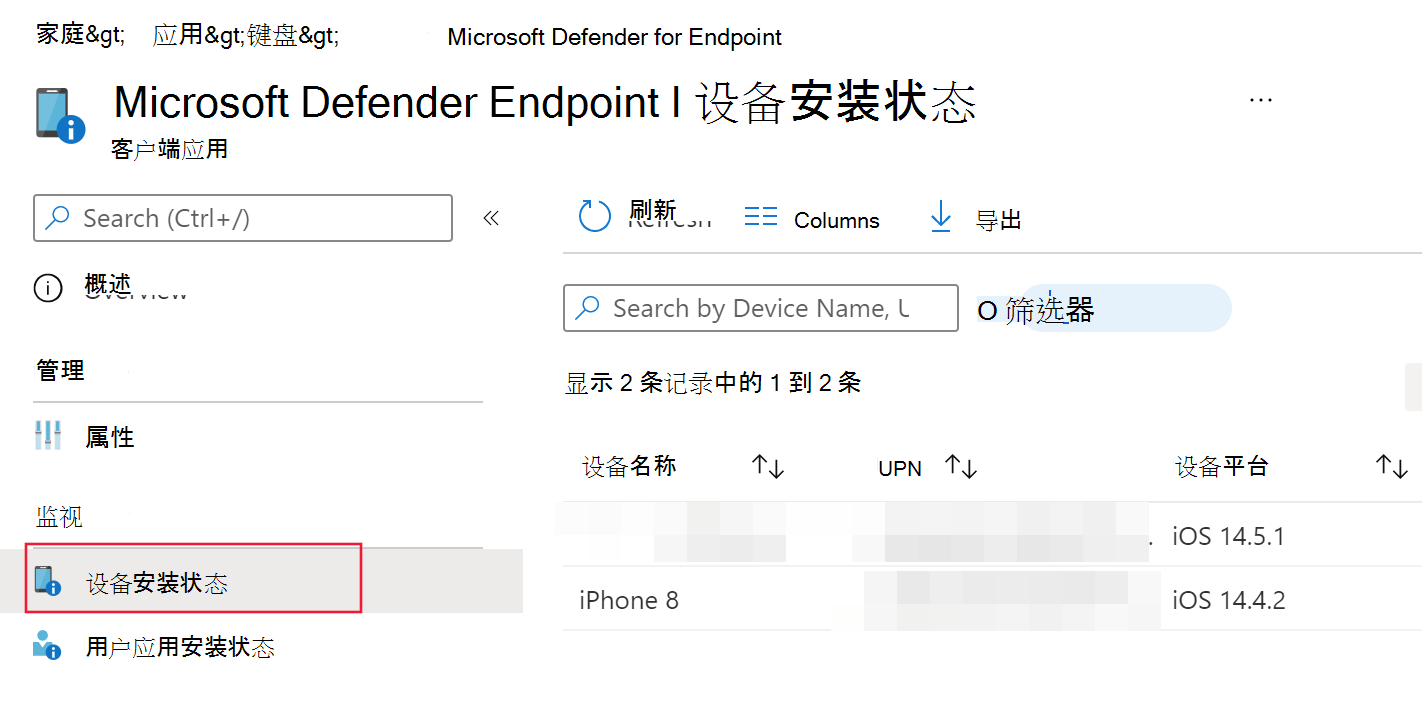 家庭&gt; 应用&gt;键盘&gt; Microsoft Defender for Endpoint
Microsoft Defender Endpoint I 设备安装状态
...
客户端应用
Search (Ctrl+/)
«
刷新 Refresh
Columns
导出
概述 Overview
Search by Device Name, U
O 筛选器
管理
显示 2 条记录中的 1 到 2 条
属性
设备名称
UPN
设备平台
监视
. iOS 14.5.1
设备安装状态
iPhone 8
iOS 14.4.2
用户应用安装状态